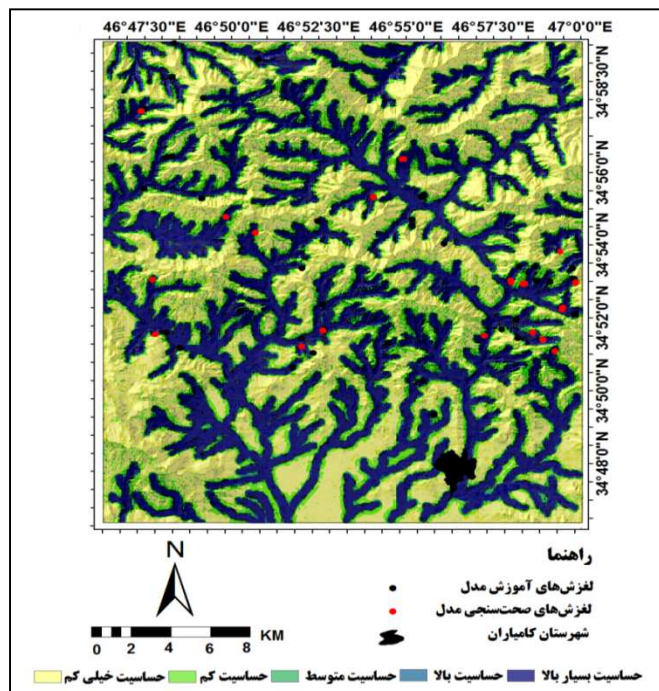 46°47'30"E 46°50'0"E 46°52'30"E 46°55'0"E 46°57'30"E 47°0'0"E
34°58'30"N
34°56'0"N
34°54'0"N
34°52'0"N
34°50'0"N
34°48'0"N
N
0 2 4 6 8 KM
راهنما
لغزش‌های آموزش مدل
لغزش‌های صحت‌سنجی مدل
شهرستان کامیاران
حساسیت بسیار بالا حساسیت بالا حساسیت متوسط حساسیت کم حساسیت خیلی کم